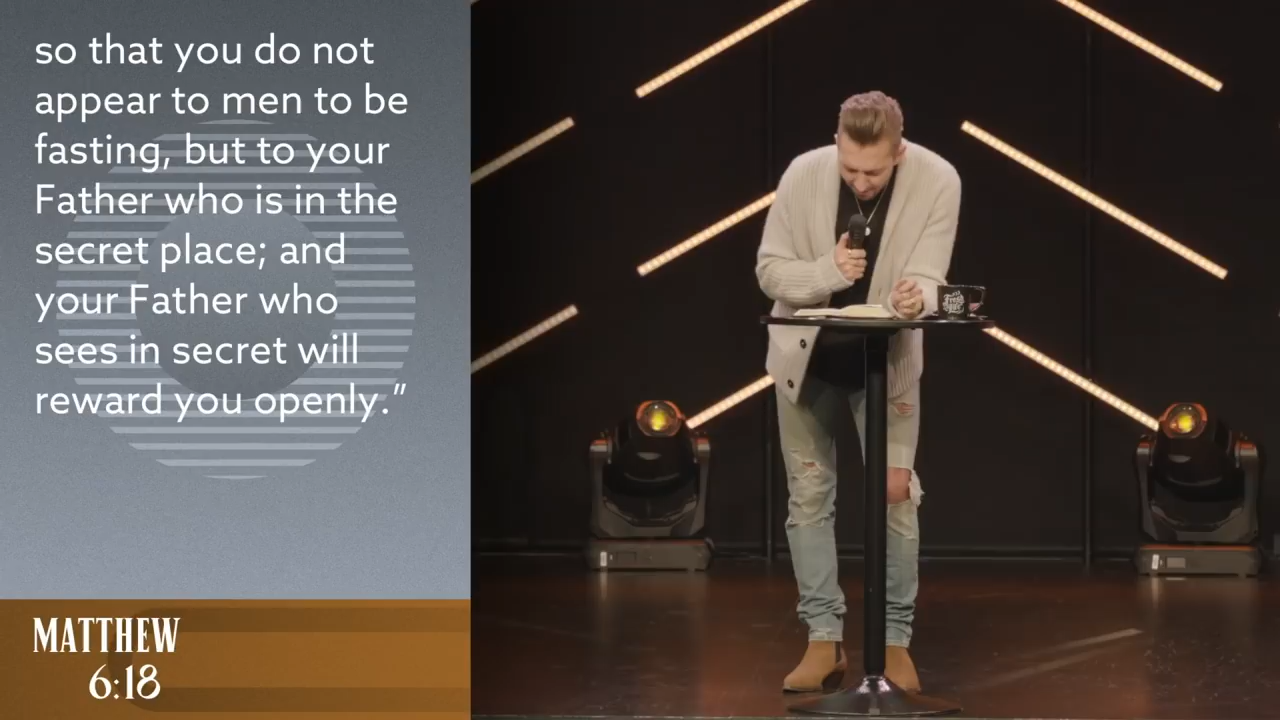 so that you do not
appear to men to be
fasting, but to your
Father who is in the
secret place; and
your Father who
sees in secret will
reward you openly.”
MATTHEW
6:18